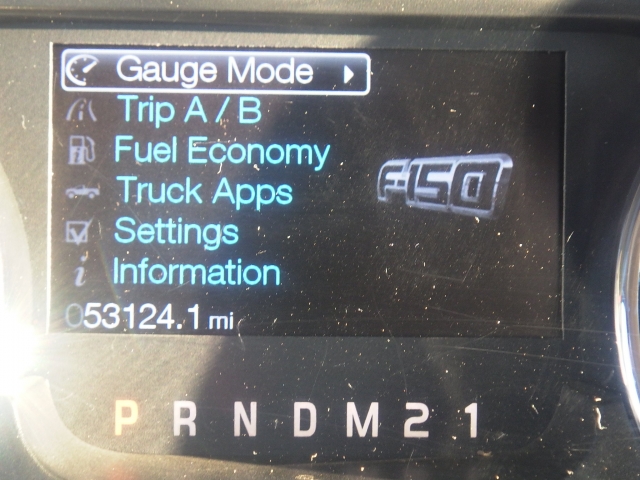 Gauge Mode
Trip A / B
Fuel Economy
Truck Apps
F-150
Settings
Information
053124.1 mi
P R N D M 2 1